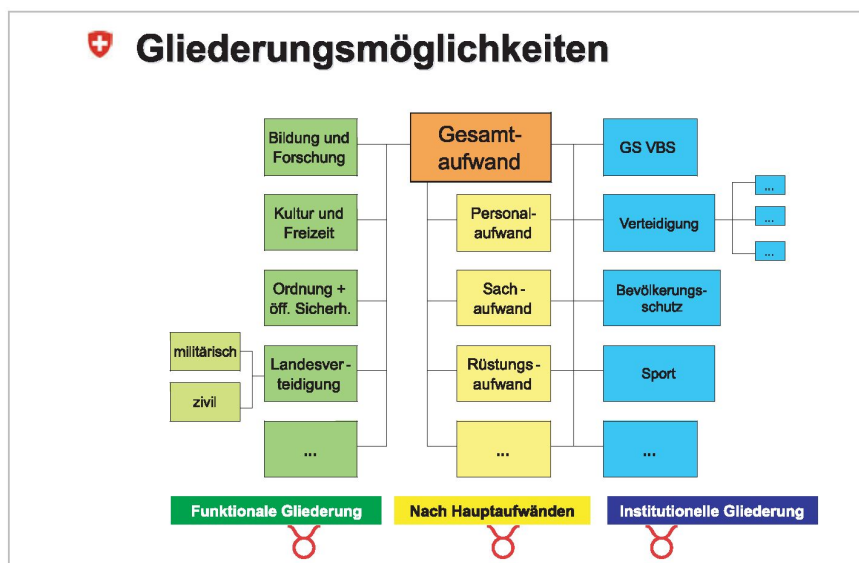 Gliederungsmöglichkeiten
Bildung und
Forschung
Kultur und
Freizeit
Ordnung +
öff. Sicherh.
Landesver-
teidigung
...
militärisch
zivil
Gesamt-
aufwand
Personal-
aufwand
Sach-
aufwand
Rüstungs-
aufwand
...
GS VBS
Verteidigung
...
...
...
Bevölkerungs-
schutz
Sport
...
Funktionale Gliederung
Nach Hauptaufwänden
Institutionelle Gliederung